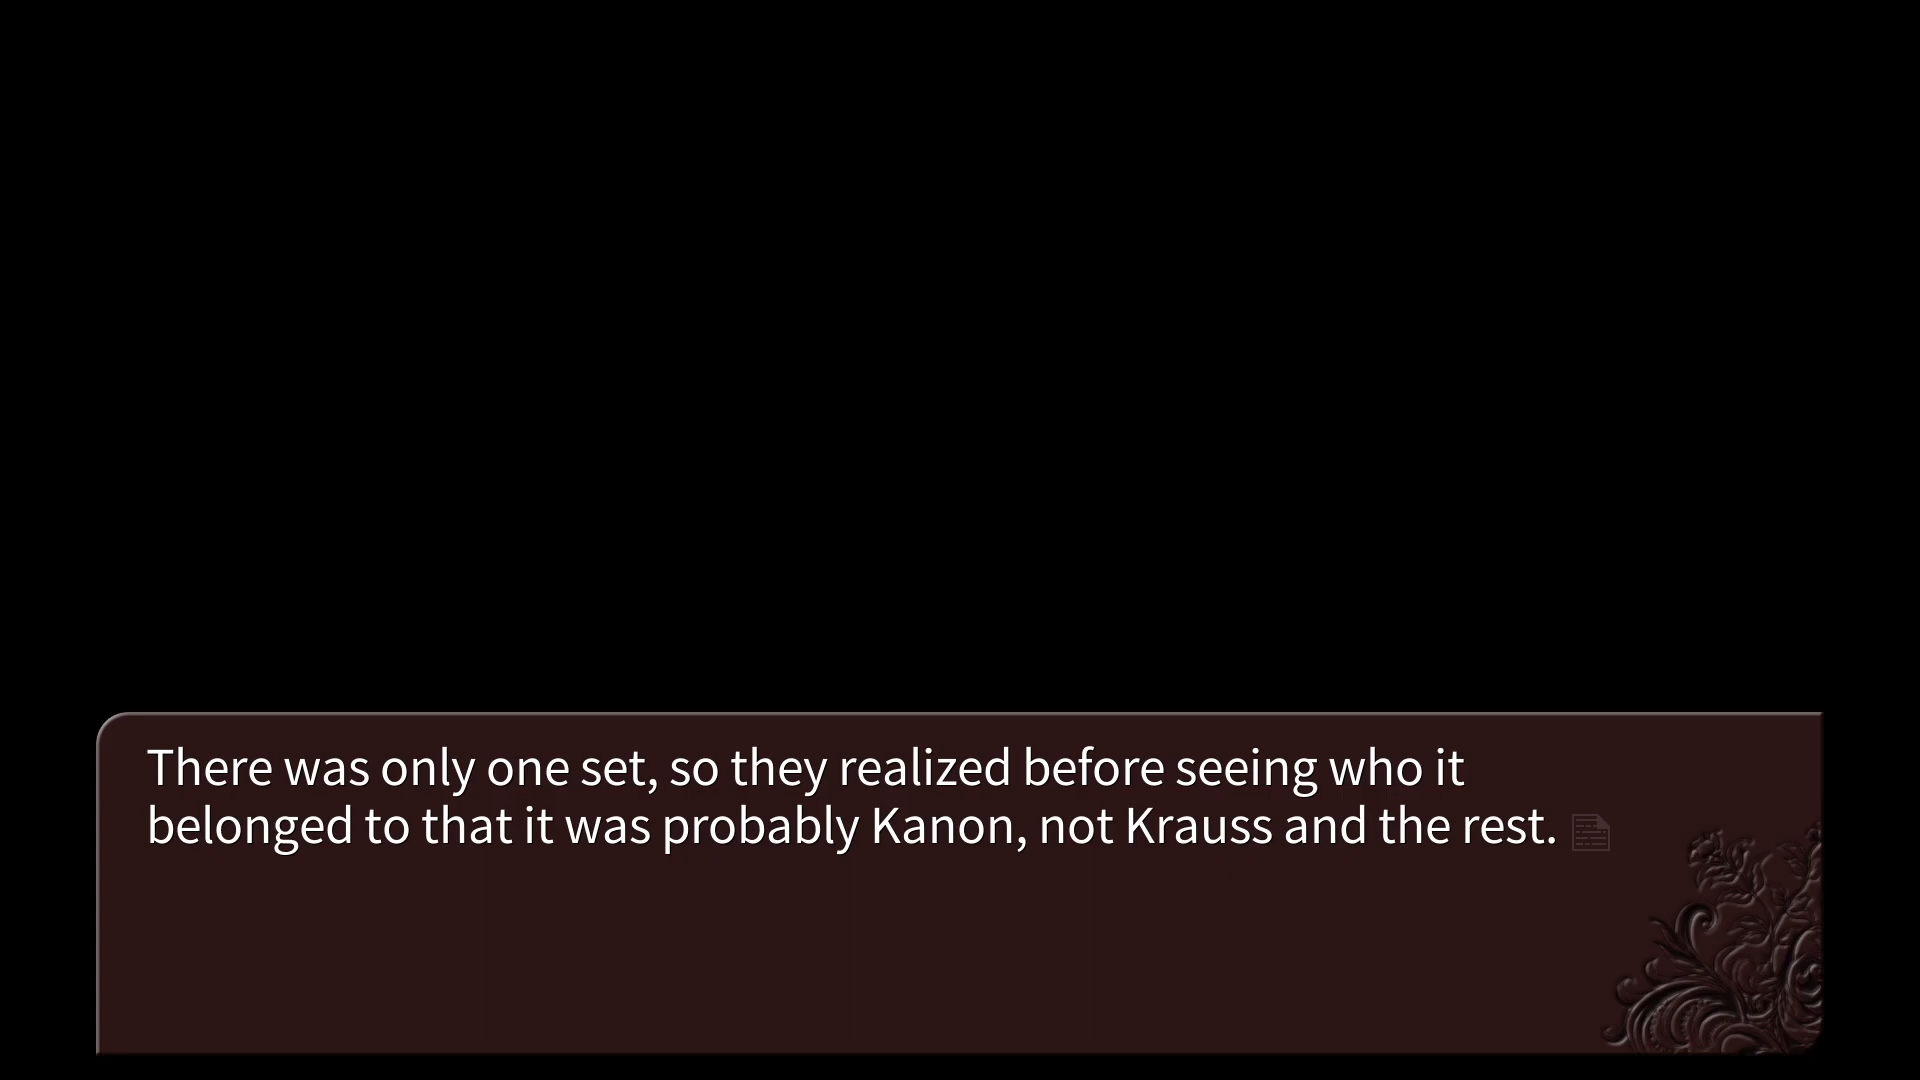 There was only one set, so they realized before seeing who it
belonged to that it was probably Kanon, not Krauss and the rest.